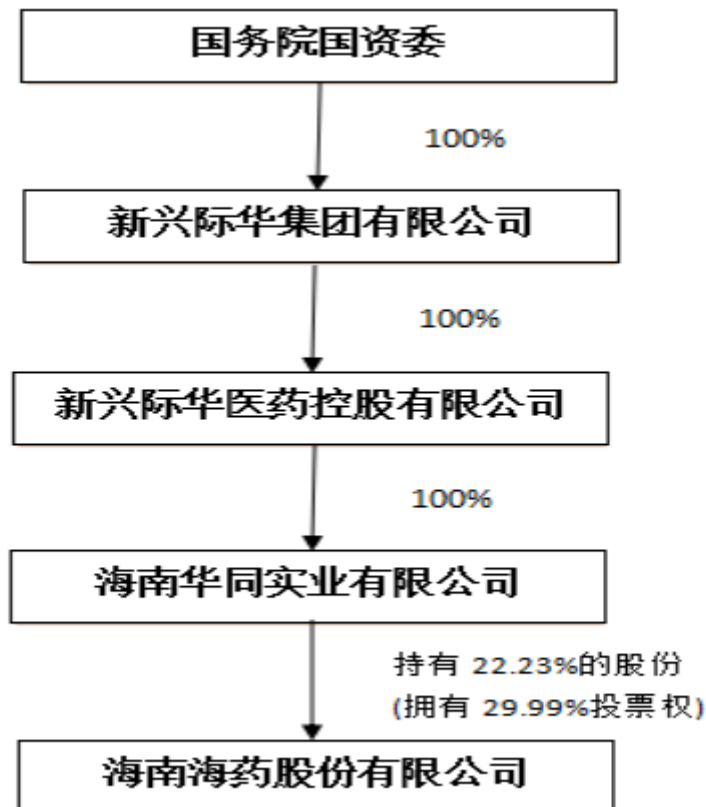 国务院国资委
100%
新兴际华集团有限公司
100%
新兴际华医药控股有限公司
100%
海南华同实业有限公司
持有 22.23%的股份
(拥有 29.99%投票权)
海南海药股份有限公司